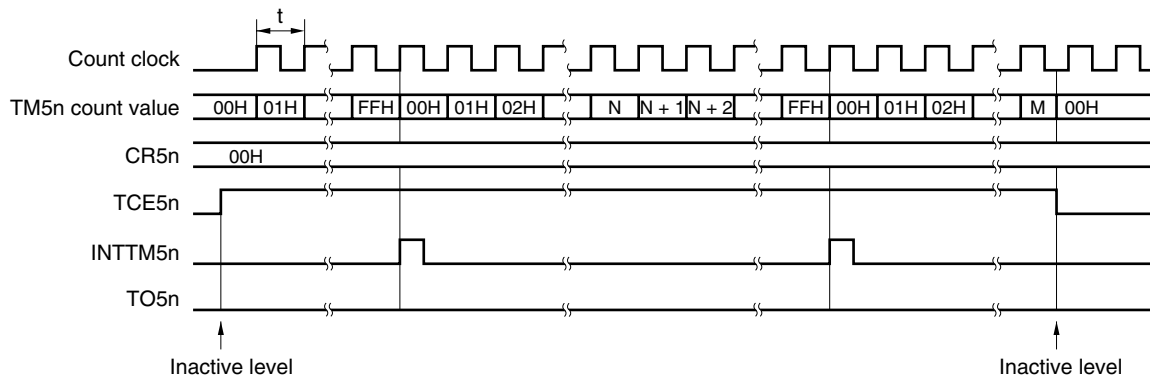 t
Count clock
TM5n count value 00H 01H FFH 00H 01H 02H N N + 1 N + 2 FFH 00H 01H 02H M 00H
CR5n 00H
TCE5n
INTTM5n
TO5n
Inactive level Inactive level